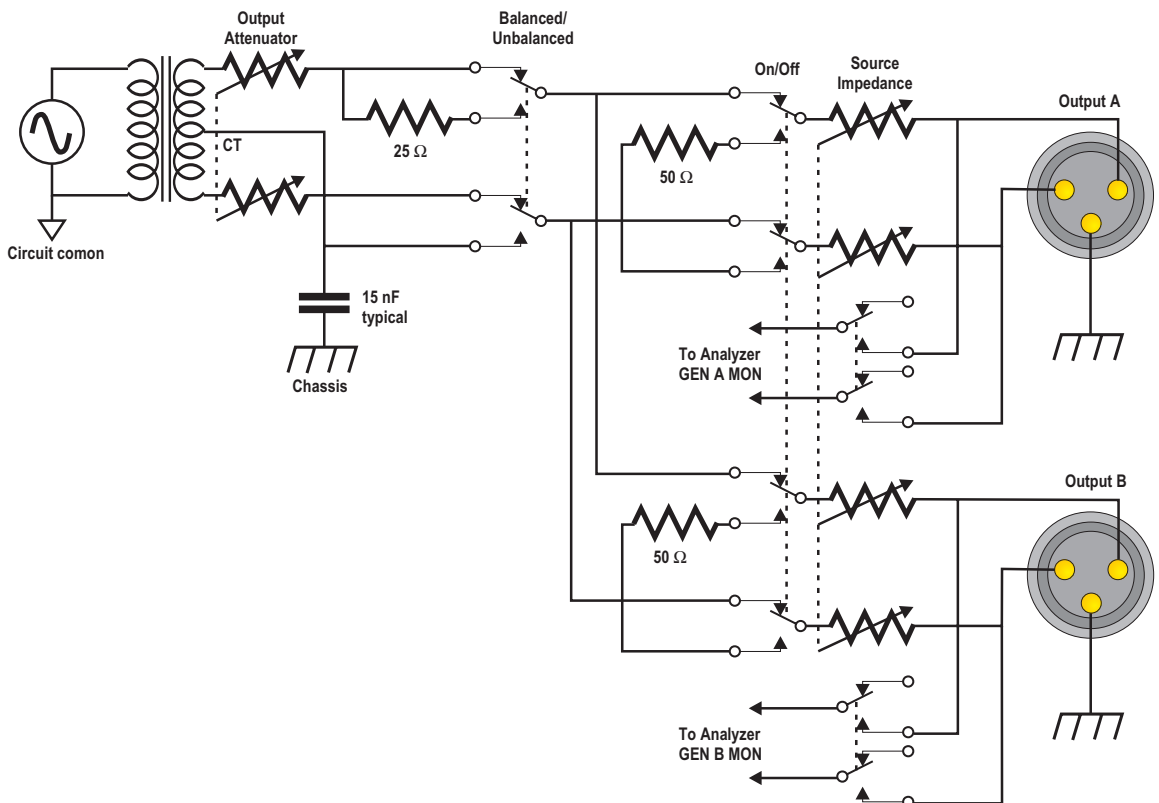 Output
Attenuator
Balanced/
Unbalanced
On/Off
Source
Impedance
Output A
25 Ω
CT
50 Ω
Circuit comon
15 nF
typical
Chassis
To Analyzer
GEN A MON
Output B
50 Ω
To Analyzer
GEN B MON